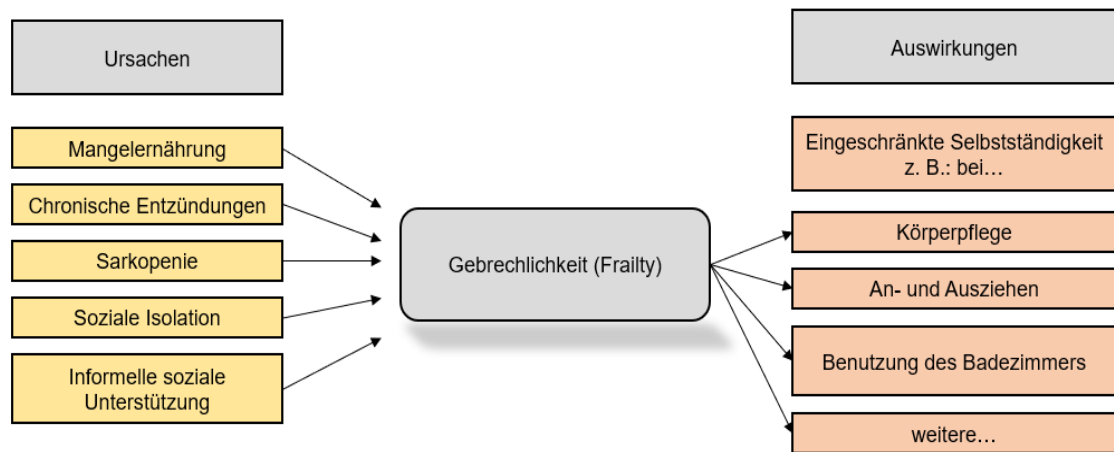 Ursachen
Mangelernährung
Chronische Entzündungen
Sarkopenie
Soziale Isolation
Informelle soziale
Unterstützung
Gebrechlichkeit (Frailty)
Auswirkungen
Eingeschränkte Selbstständigkeit
z. B.: bei…
Körperpflege
An- und Ausziehen
Benutzung des Badezimmers
weitere…